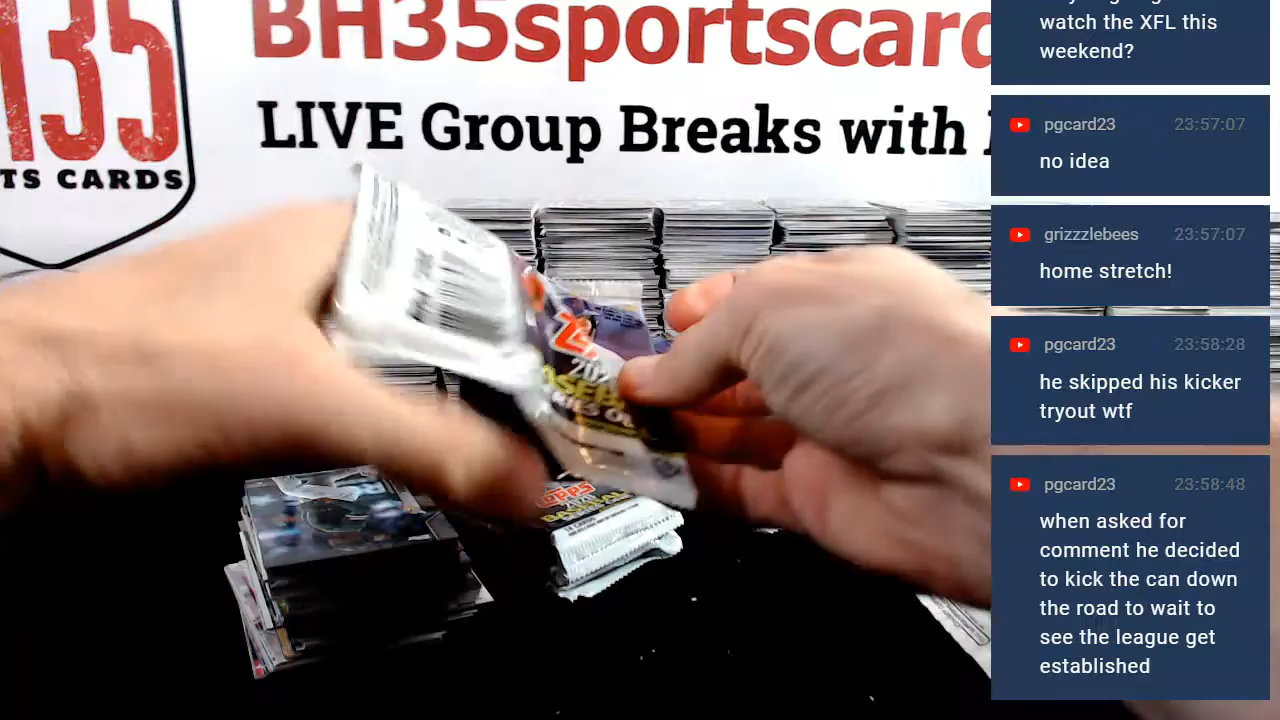 135
TS CARDS
BH35sportscard
LIVE Group Breaks with
watch the XFL this
weekend?
pgcard23 23:57:07
no idea
grizzzlebees 23:57:07
home stretch!
pgcard23 23:58:28
he skipped his kicker
tryout wtf
pgcard23 23:58:48
when asked for
comment he decided
to kick the can down
the road to wait to
see the league get
established